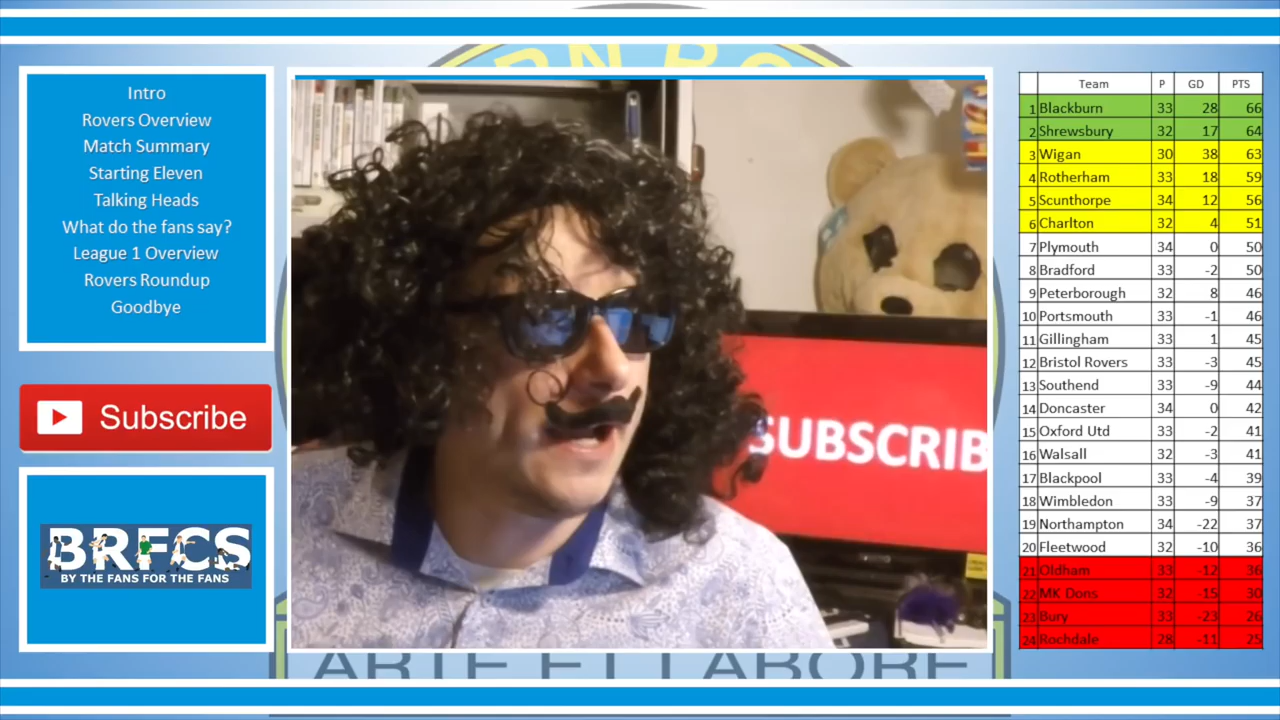 RN RO
Intro
Rovers Overview
Match Summary
Starting Eleven
Talking Heads
What do the fans say?
League 1 Overview
Rovers Roundup
Goodbye
Subscribe
BRFCS
BY THE FANS FOR THE FANS
SUBSCRIB
ARTE ET LABORE
Team P GD PTS
1 Blackburn 33 28 66
2 Shrewsbury 32 17 64
3 Wigan 30 38 63
4 Rotherham 33 18 59
5 Scunthorpe 34 12 56
6 Charlton 32 4 51
7 Plymouth 34 0 50
8 Bradford 33 -2 50
9 Peterborough 32 8 46
10 Portsmouth 33 -1 46
11 Gillingham 33 1 45
12 Bristol Rovers 33 -3 45
13 Southend 33 -9 44
14 Doncaster 34 0 42
15 Oxford Utd 33 -2 41
16 Walsall 32 -3 41
17 Blackpool 33 -4 39
18 Wimbledon 33 -9 37
19 Northampton 34 -22 37
20 Fleetwood 32 -10 36
21 Oldham 33 -12 36
22 MK Dons 32 -15 30
23 Bury 33 -23 26
24 Rochdale 28 -11 25